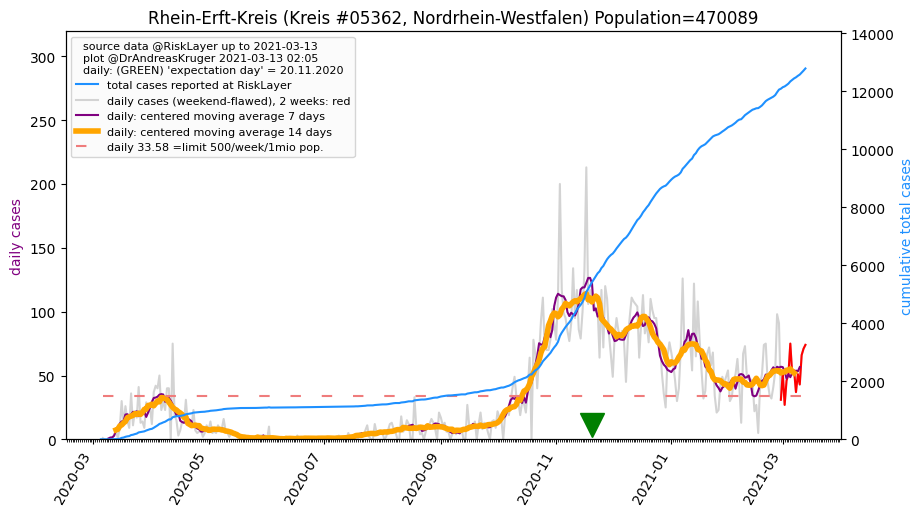 Rhein-Erft-Kreis (Kreis #05362, Nordrhein-Westfalen) Population=470089
source data @RiskLayer up to 2021-03-13
plot @DrAndreasKruger 2021-03-13 02:05
daily: (GREEN) 'expectation day' = 20.11.2020
total cases reported at RiskLayer
daily cases (weekend-flawed), 2 weeks: red
daily: centered moving average 7 days
daily: centered moving average 14 days
daily 33.58 =limit 500/week/1mio pop.
daily cases
300
250
200
150
100
50
0
cumulative total cases
14000
12000
10000
8000
6000
4000
2000
0
2020-03
2020-05
2020-07
2020-09
2020-11
2021-01
2021-03